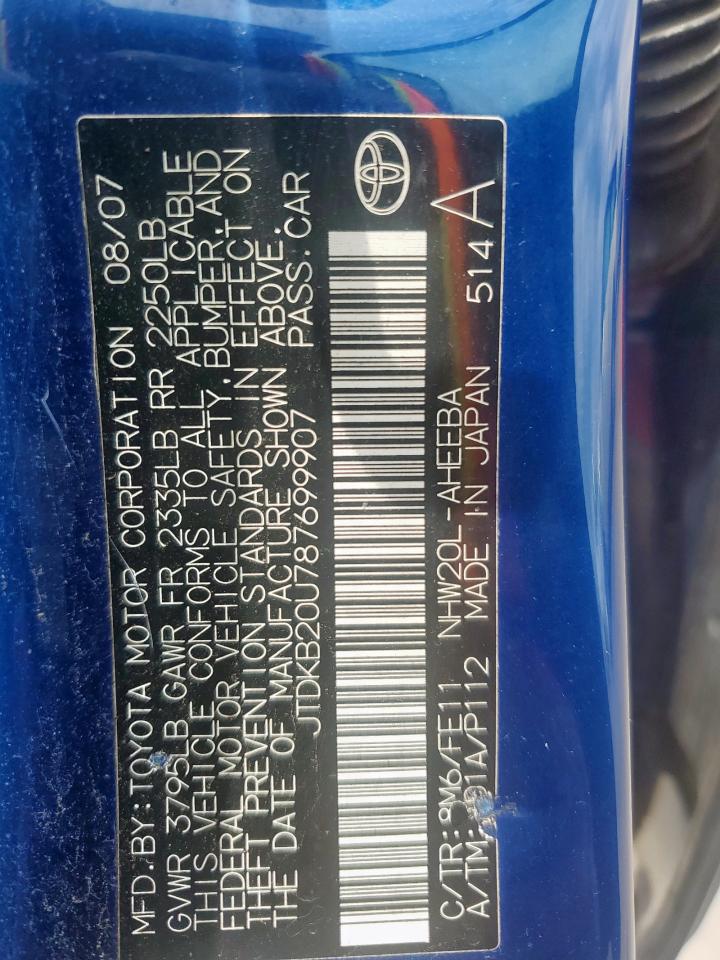 MFD. BY: TOYOTA MOTOR CORPORATION 08/07
GVWR 3795LB GAWR FR 2335LB RR 2250LB
THIS VEHICLE CONFORMS TO ALL APPLICABLE
FEDERAL MOTOR VEHICLE SAFETY, BUMPER, AND
THEFT PREVENTION STANDARDS IN EFFECT ON
THE DATE OF MANUFACTURE SHOWN ABOVE.
JTDKB20U787699907 PASS. CAR
C/TR: 8M6/FE11 NHW20L-AHEEBA
A/TM: /P112 MADE IN JAPAN 514 A